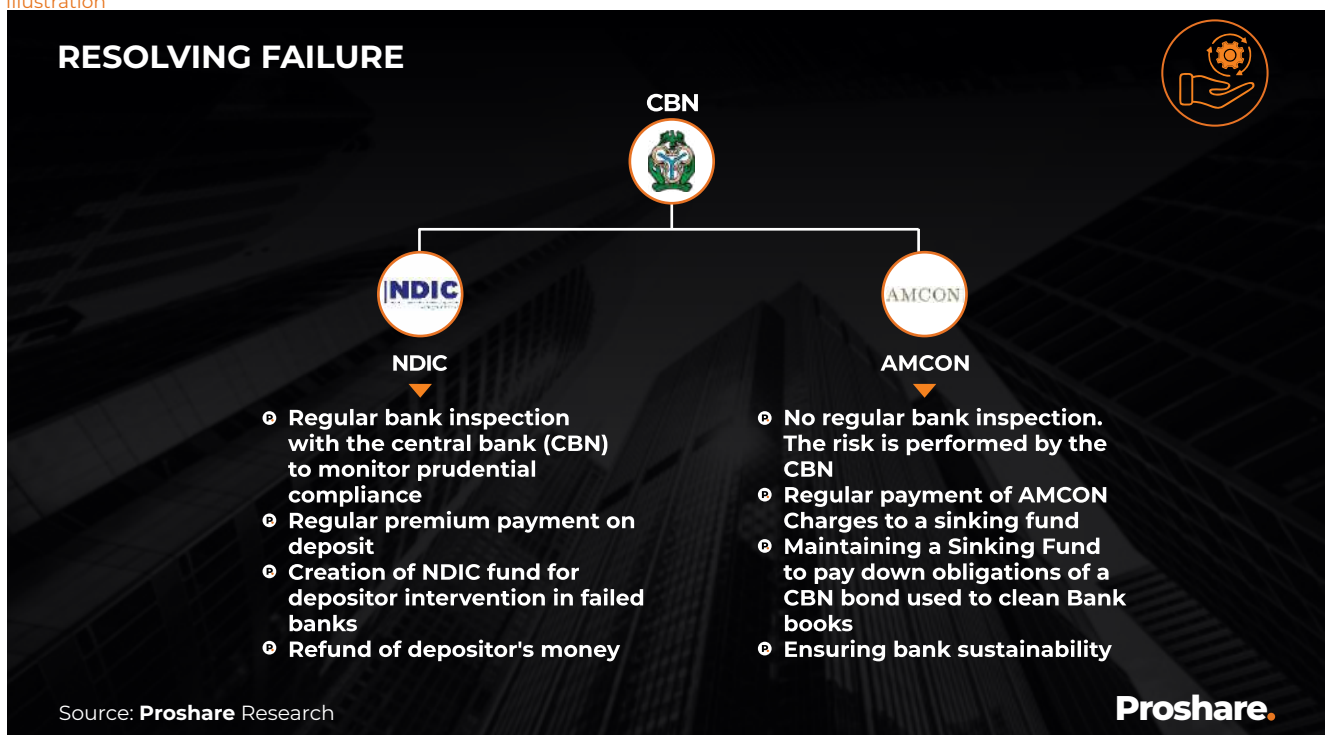 Illustration
RESOLVING FAILURE
CBN
NDIC
AMCON
NDIC
AMCON
Regular bank inspection
with the central bank (CBN)
to monitor prudential
compliance
Regular premium payment on
deposit
Creation of NDIC fund for
depositor intervention in failed
banks
Refund of depositor's money
No regular bank inspection.
The risk is performed by the
CBN
Regular payment of AMCON
Charges to a sinking fund
Maintaining a Sinking Fund
to pay down obligations of a
CBN bond used to clean Bank
books
Ensuring bank sustainability
Source: Proshare Research
Proshare.